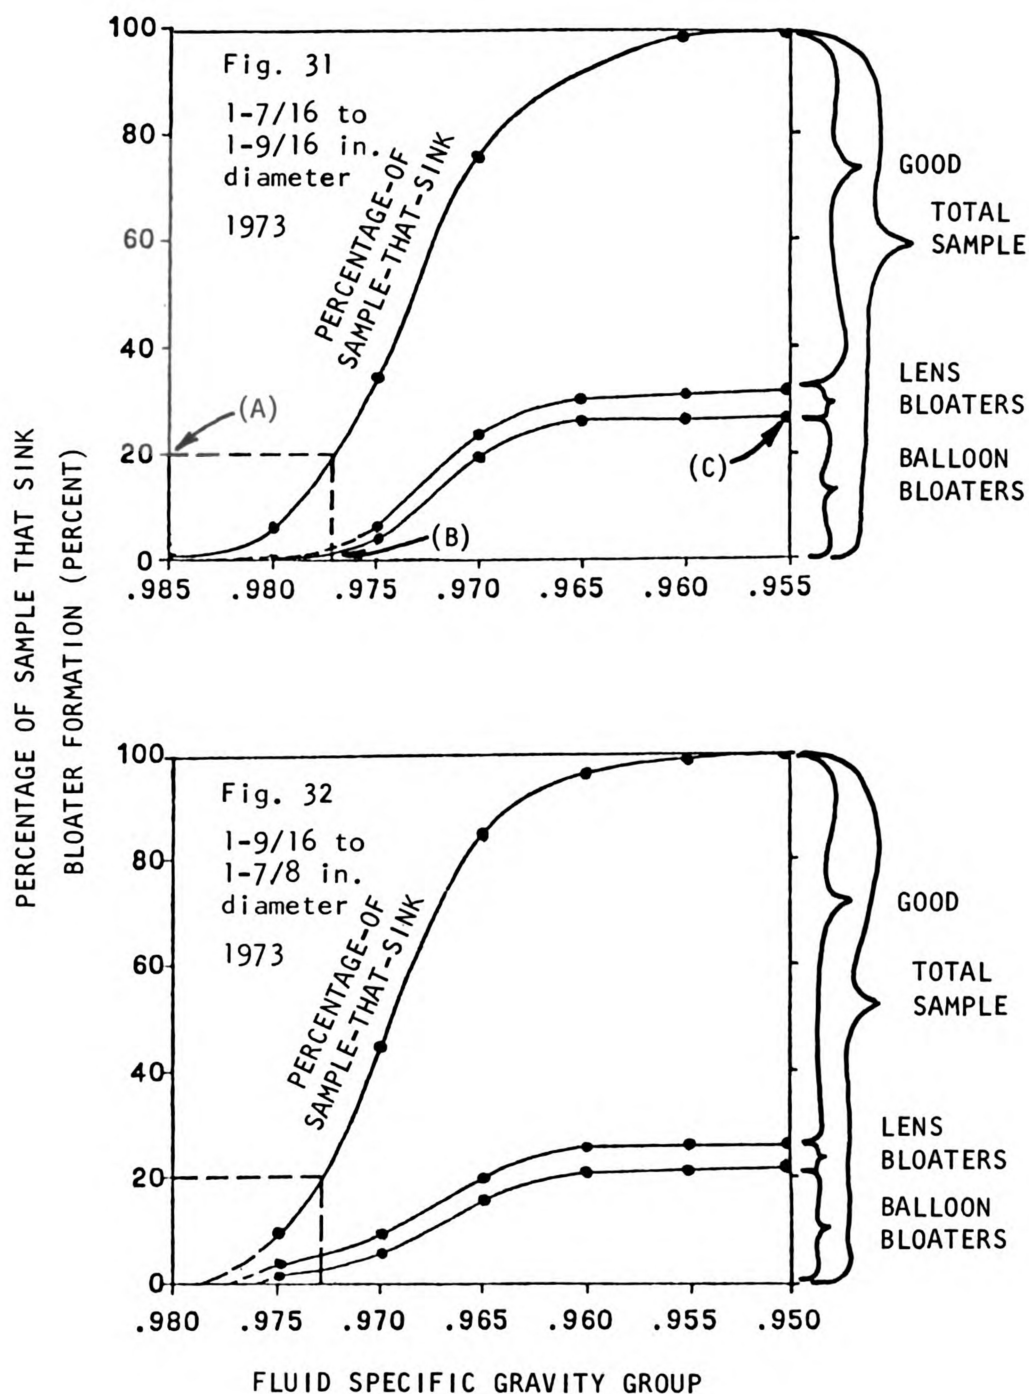 PERCENTAGE OF SAMPLE THAT SINK
BLOATER FORMATION (PERCENT)
100
80
60
40
20
0
Fig. 31
1-7/16 to
1-9/16 in.
diameter
1973
PERCENTAGE-OF
SAMPLE-THAT-SINK
(A)
(B)
(C)
GOOD
TOTAL
SAMPLE
LENS
BLOATERS
BALLOON
BLOATERS
.985 .980 .975 .970 .965 .960 .955
100
80
60
40
20
0
Fig. 32
1-9/16 to
1-7/8 in.
diameter
1973
PERCENTAGE-OF
SAMPLE-THAT-SINK
GOOD
TOTAL
SAMPLE
LENS
BLOATERS
BALLOON
BLOATERS
.980 .975 .970 .965 .960 .955 .950
FLUID SPECIFIC GRAVITY GROUP